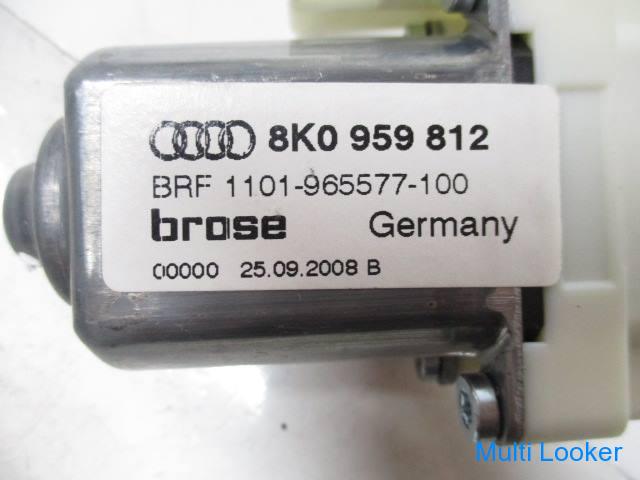 8K0 959 812
BRF 1101-965577-100
brose Germany
00000 25.09.2008 B
Multi Looker